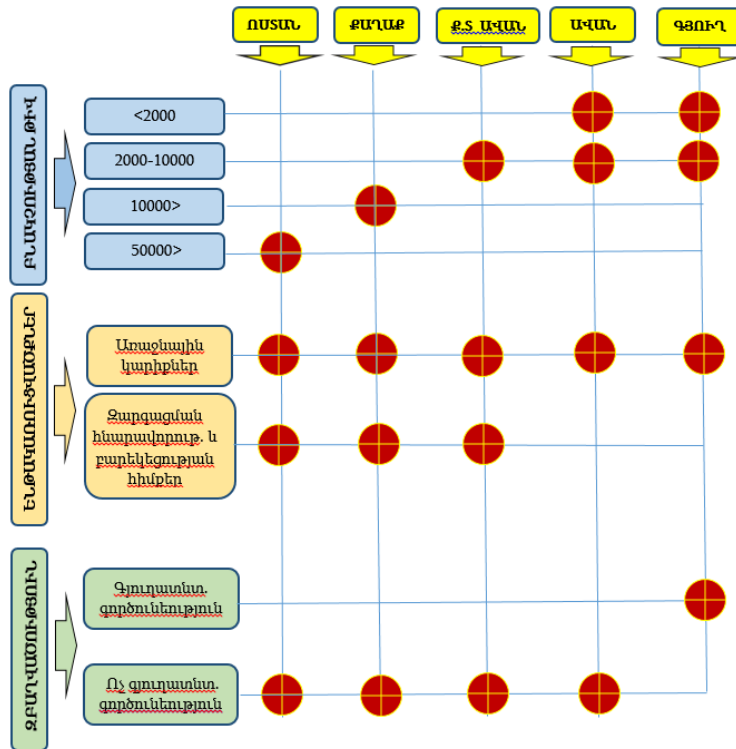 ՈՍՏԱՆ ՔԱՂԱՔ Ք.Տ ԱՎԱՆ ԱՎԱՆ ԳՅՈՒՂ
ԲՆԱԿՉՈՒԹՅԱՆ ԹԻՎ
<2000
2000-10000
10000>
50000>
ԵՆԹԱԿԱՌՈՒՑՎԱԾՔՆԵՐ
Առաջնային
կարիքներ
Զարգացման
հնարավորութ. և
բարեկեցության
հիմքեր
ԶԲԱՂՎԱԾՈՒԹՅՈՒՆ
Գյուղատնտ.
գործունեություն
Ոչ գյուղատնտ.
գործունեություն